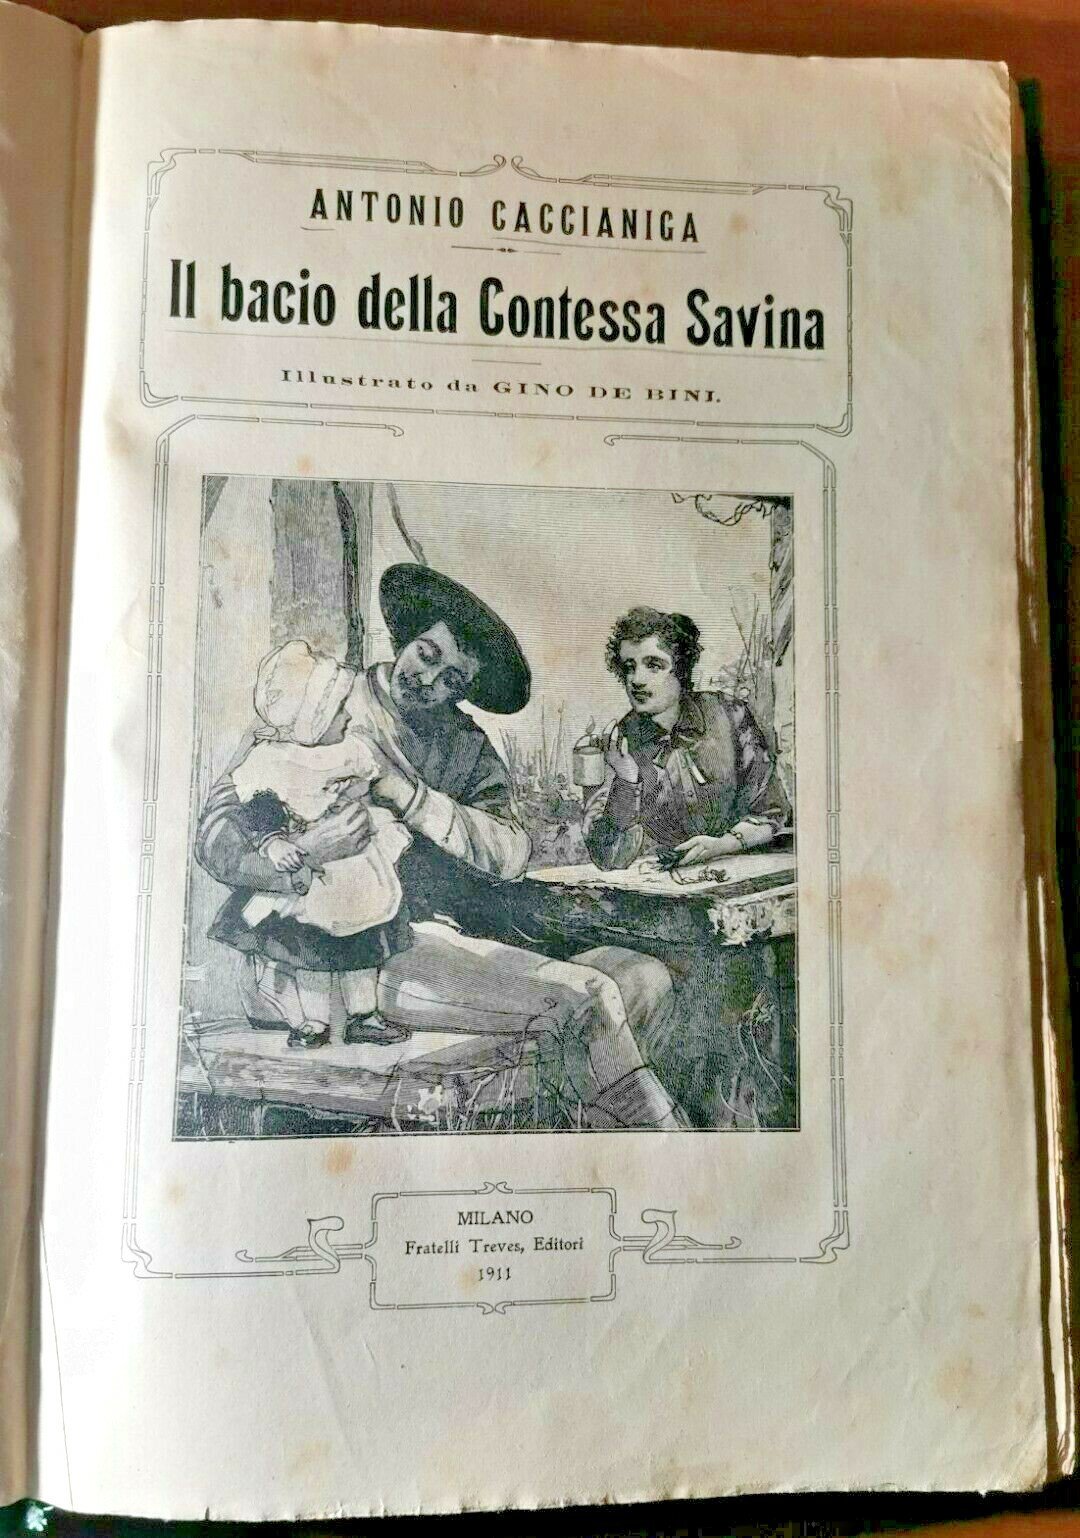 ANTONIO CACCIANIGA
Il bacio della Contessa Savina
Illustrato da GINO DE BINI.
MILANO
Fratelli Treves, Editori
1911